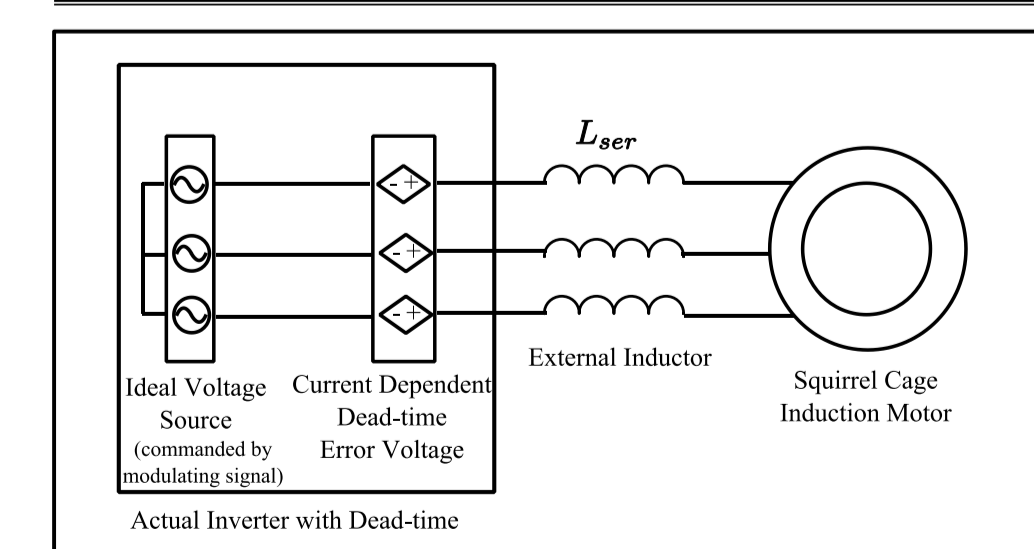 L_ser
- +
- +
- +
External Inductor
Ideal Voltage
Source
(commanded by
modulating signal)
Current Dependent
Dead-time
Error Voltage
Squirrel Cage
Induction Motor
Actual Inverter with Dead-time